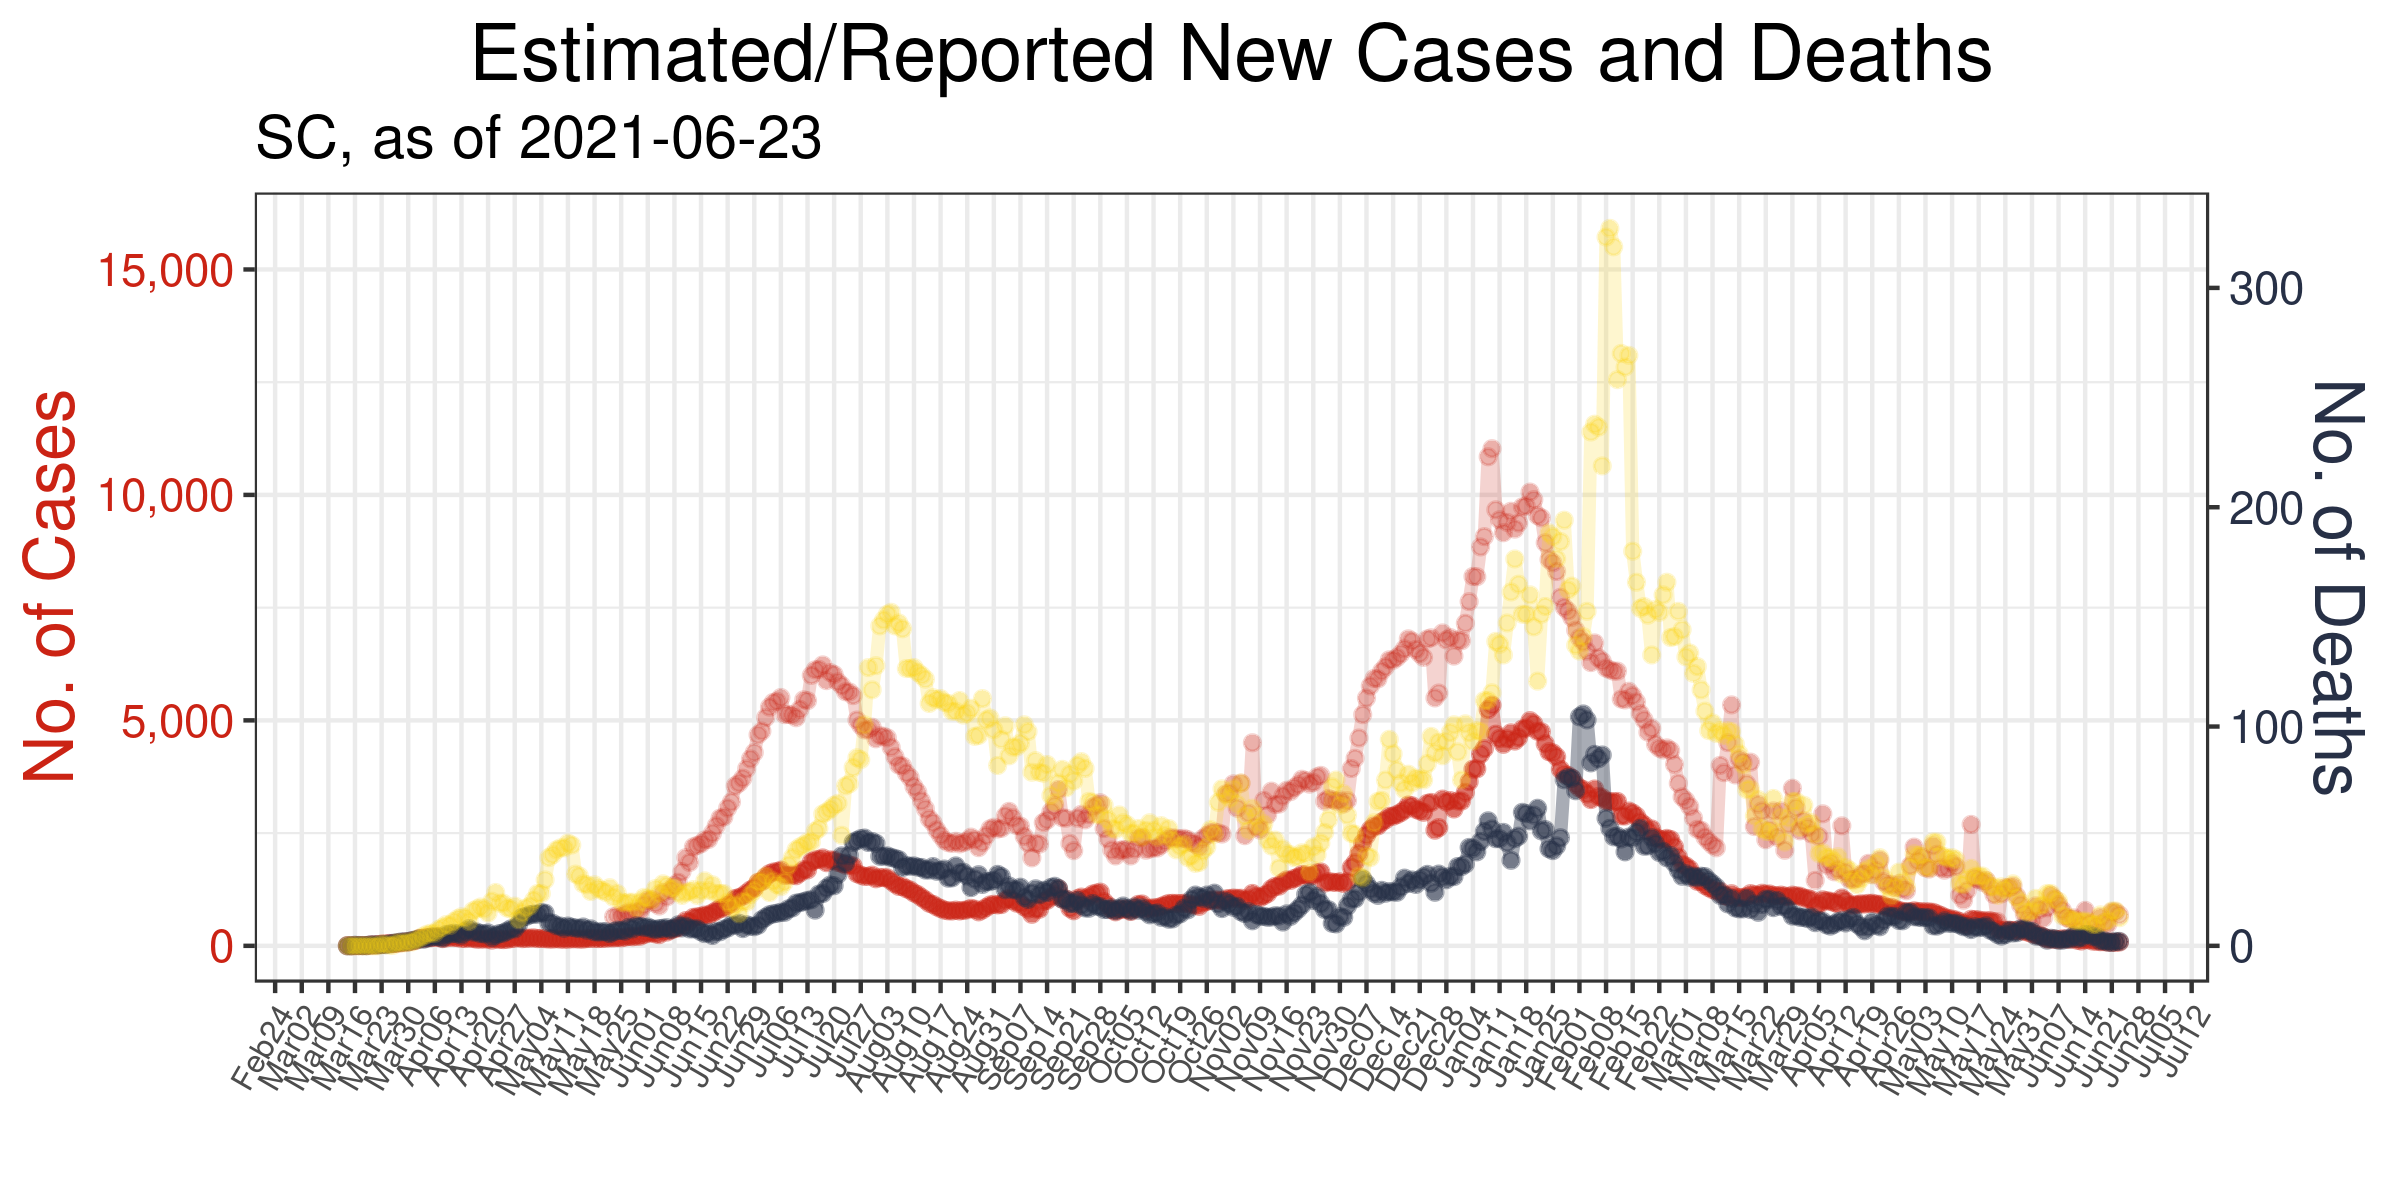 Estimated/Reported New Cases and Deaths
SC, as of 2021-06-23
No. of Cases
15,000
10,000
5,000
0
No. of Deaths
300
200
100
0
Feb24
Mar02
Mar09
Mar16
Mar23
Mar30
Apr06
Apr13
Apr20
Apr27
May04
May11
May18
May25
Jun01
Jun08
Jun15
Jun22
Jun29
Jul06
Jul13
Jul20
Jul27
Aug03
Aug10
Aug17
Aug24
Aug31
Sep07
Sep14
Sep21
Sep28
Oct05
Oct12
Oct19
Oct26
Nov02
Nov09
Nov16
Nov23
Nov30
Dec07
Dec14
Dec21
Dec28
Jan04
Jan11
Jan18
Jan25
Feb01
Feb08
Feb15
Feb22
Mar01
Mar08
Mar15
Mar22
Mar29
Apr05
Apr12
Apr19
Apr26
May03
May10
May17
May24
May31
Jun07
Jun14
Jun21
Jun28
Jul05
Jul12